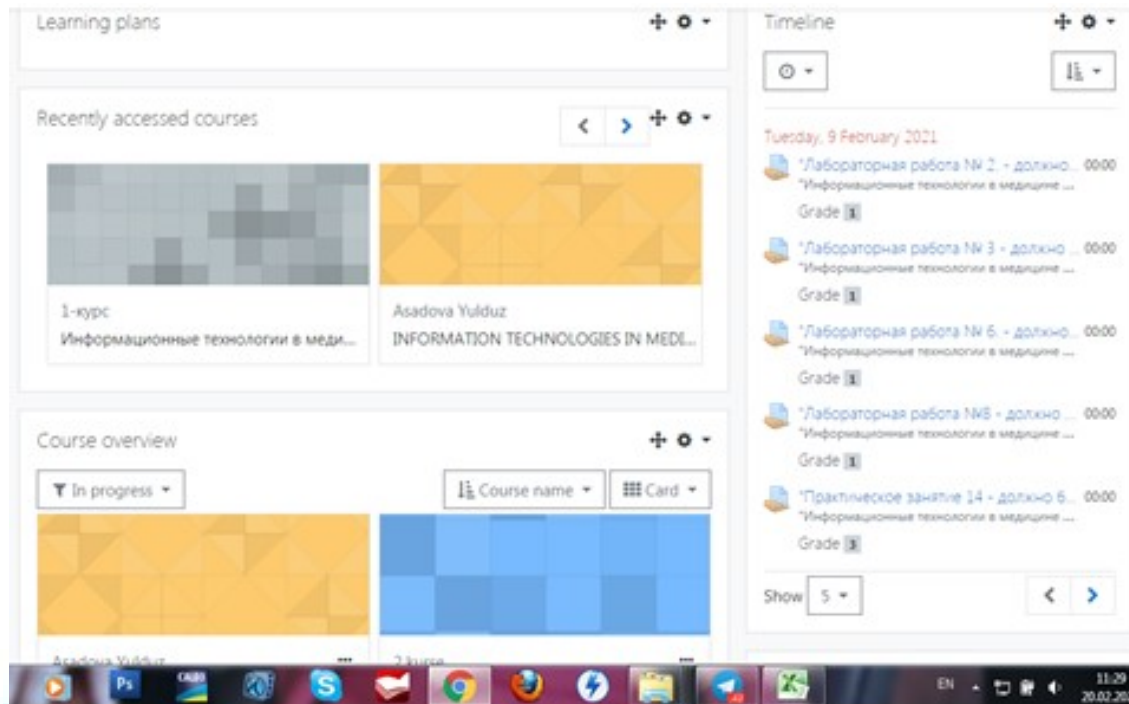 Learning plans
Recently accessed courses
1-курс
Информационные технологии в меди...
Asadova Yulduz
INFORMATION TECHNOLOGIES IN MEDI...
Course overview
In progress
Course name
Card
Asadova Yulduz
2 kurse
Timeline
Tuesday, 9 February 2021
"Лабораторная работа № 2. - должно... 00:00
"Информационные технологии в медицине ...
Grade 1
"Лабораторная работа № 3 - должно ... 00:00
"Информационные технологии в медицине ...
Grade 1
"Лабораторная работа № 6. - должно... 00:00
"Информационные технологии в медицине ...
Grade 1
"Лабораторная работа №8 - должно ... 00:00
"Информационные технологии в медицине ...
Grade 1
"Практическое занятие 14 - должно б... 00:00
"Информационные технологии в медицине ...
Grade 3
Show 5
Ps
EN
11:29
20.02.20